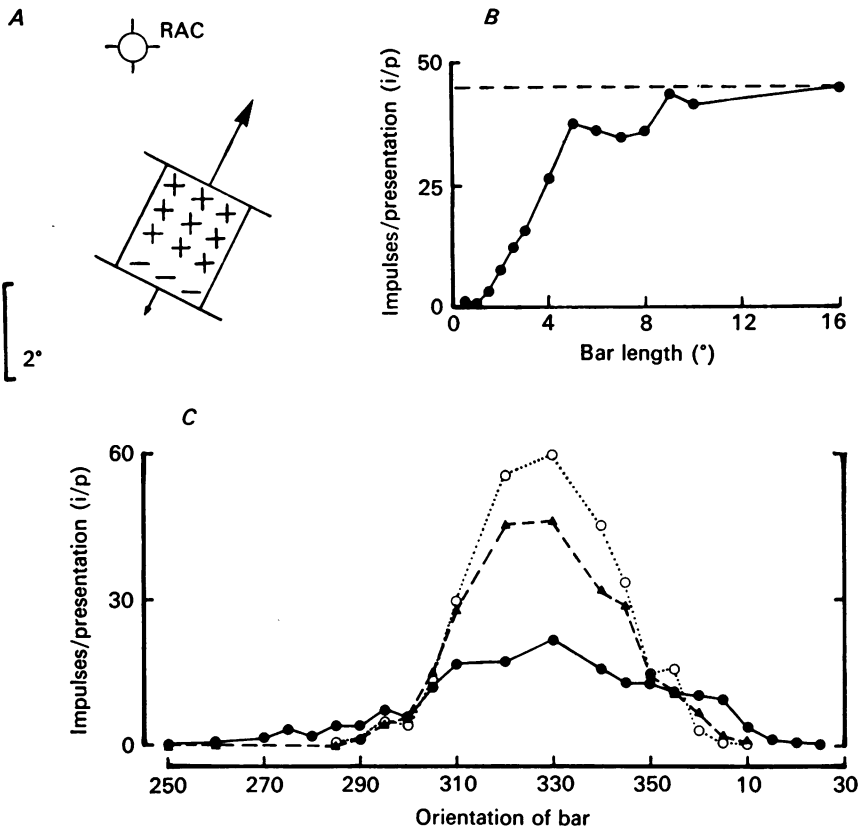 A
RAC
2°
B
Impulses/presentation (i/p)
50
25
0
0 4 8 12 16
Bar length (°)
C
Impulses/presentation (i/p)
60
30
0
250 270 290 310 330 350 10 30
Orientation of bar